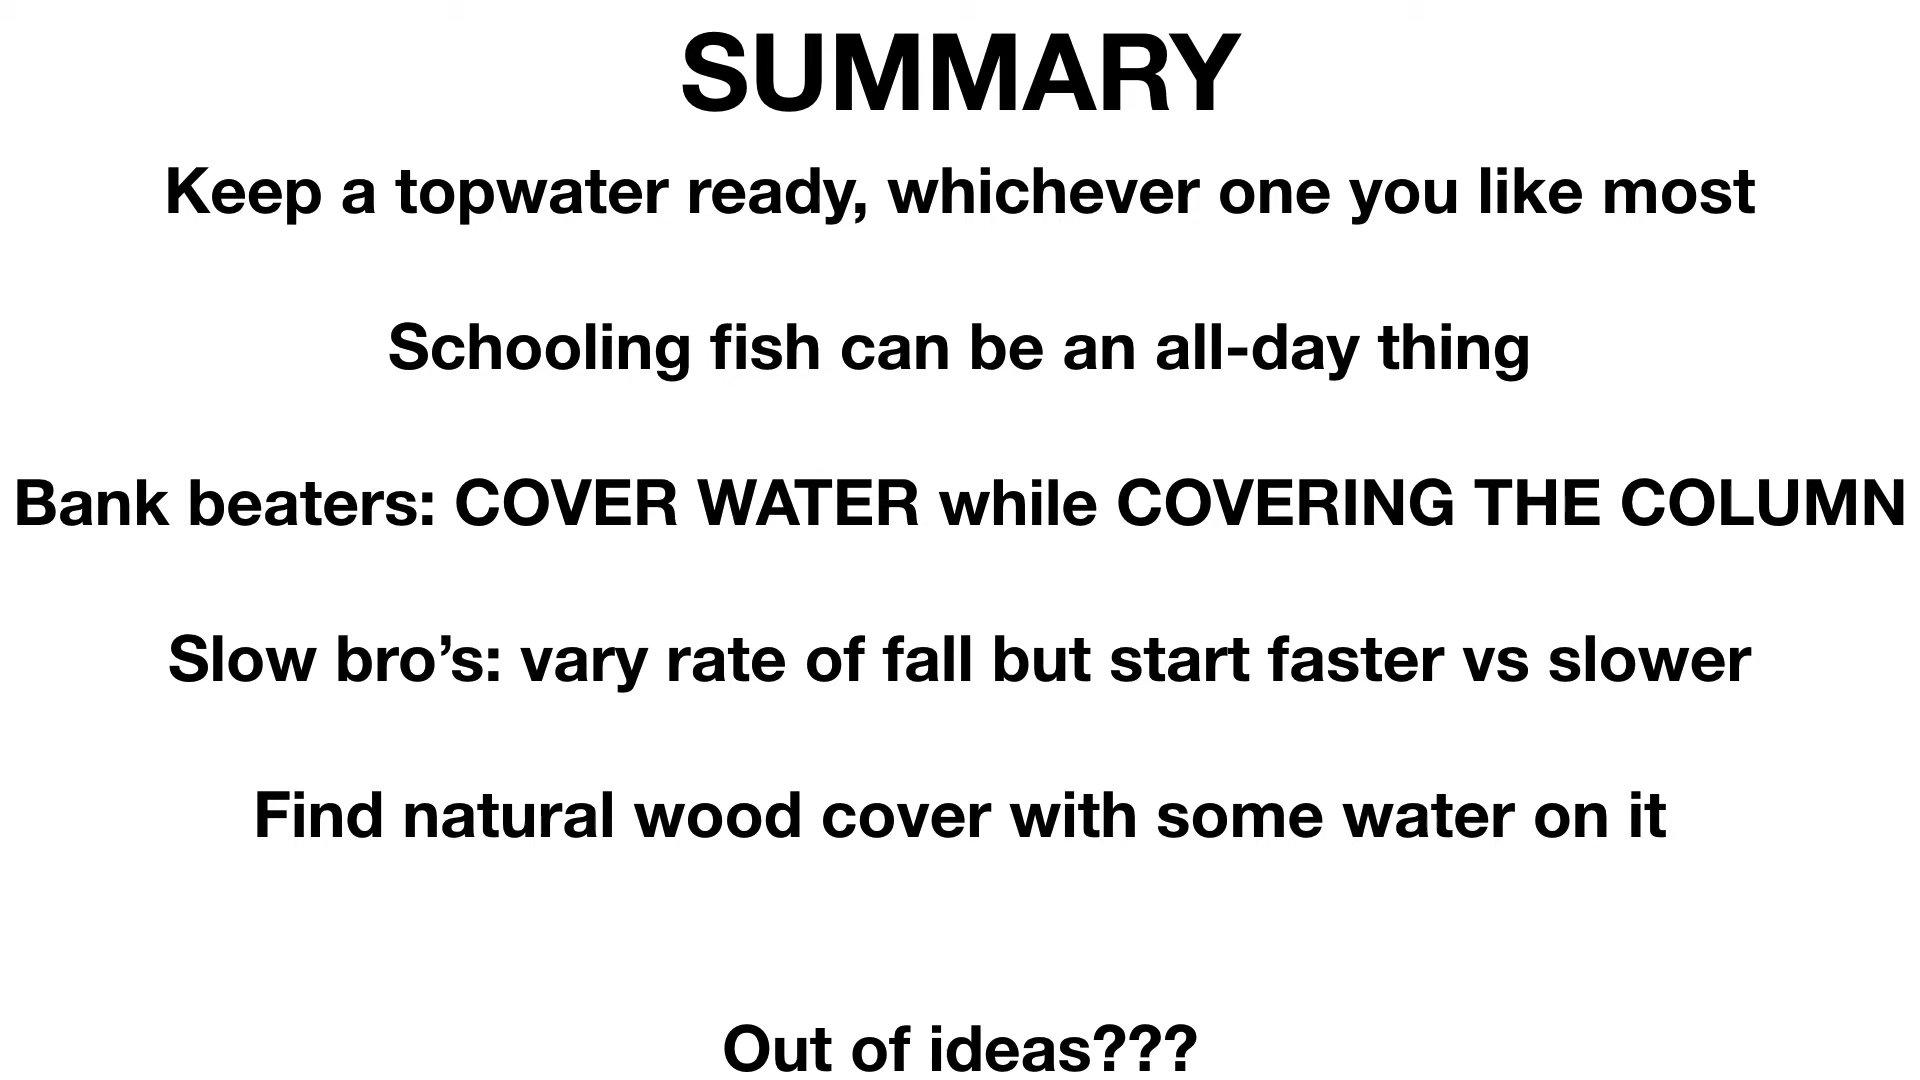 SUMMARY
Keep a topwater ready, whichever one you like most
Schooling fish can be an all-day thing
Bank beaters: COVER WATER while COVERING THE COLUMN
Slow bro’s: vary rate of fall but start faster vs slower
Find natural wood cover with some water on it
Out of ideas???